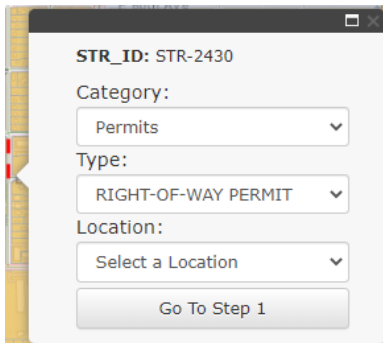 STR_ID: STR-2430
Category:
Permits
Type:
RIGHT-OF-WAY PERMIT
Location:
Select a Location
Go To Step 1